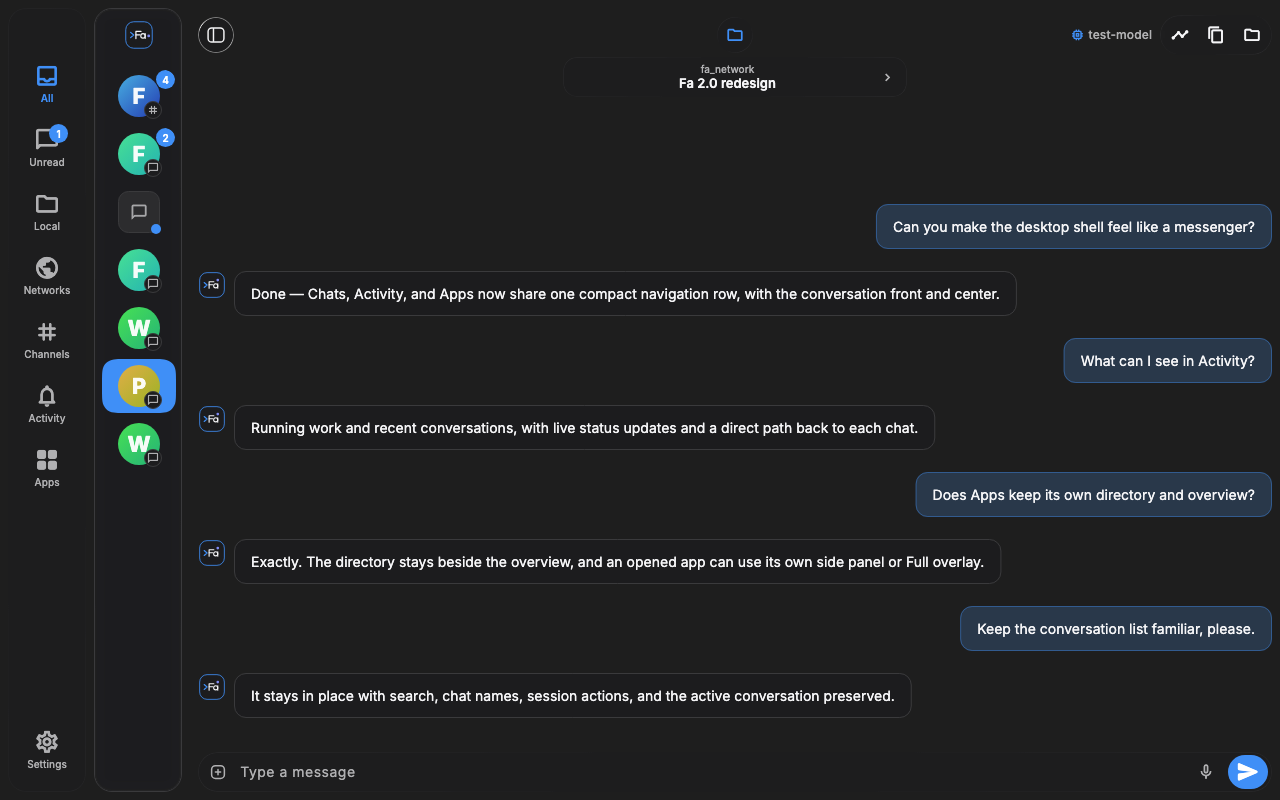 All
1
Unread
Local
Networks
Channels
Activity
Apps
Settings
>Fa
F
4
F
2
F
W
P
W
fa_network
Fa 2.0 redesign
test-model
Can you make the desktop shell feel like a messenger?
>Fa
Done — Chats, Activity, and Apps now share one compact navigation row, with the conversation front and center.
What can I see in Activity?
>Fa
Running work and recent conversations, with live status updates and a direct path back to each chat.
Does Apps keep its own directory and overview?
>Fa
Exactly. The directory stays beside the overview, and an opened app can use its own side panel or Full overlay.
Keep the conversation list familiar, please.
>Fa
It stays in place with search, chat names, session actions, and the active conversation preserved.
Type a message